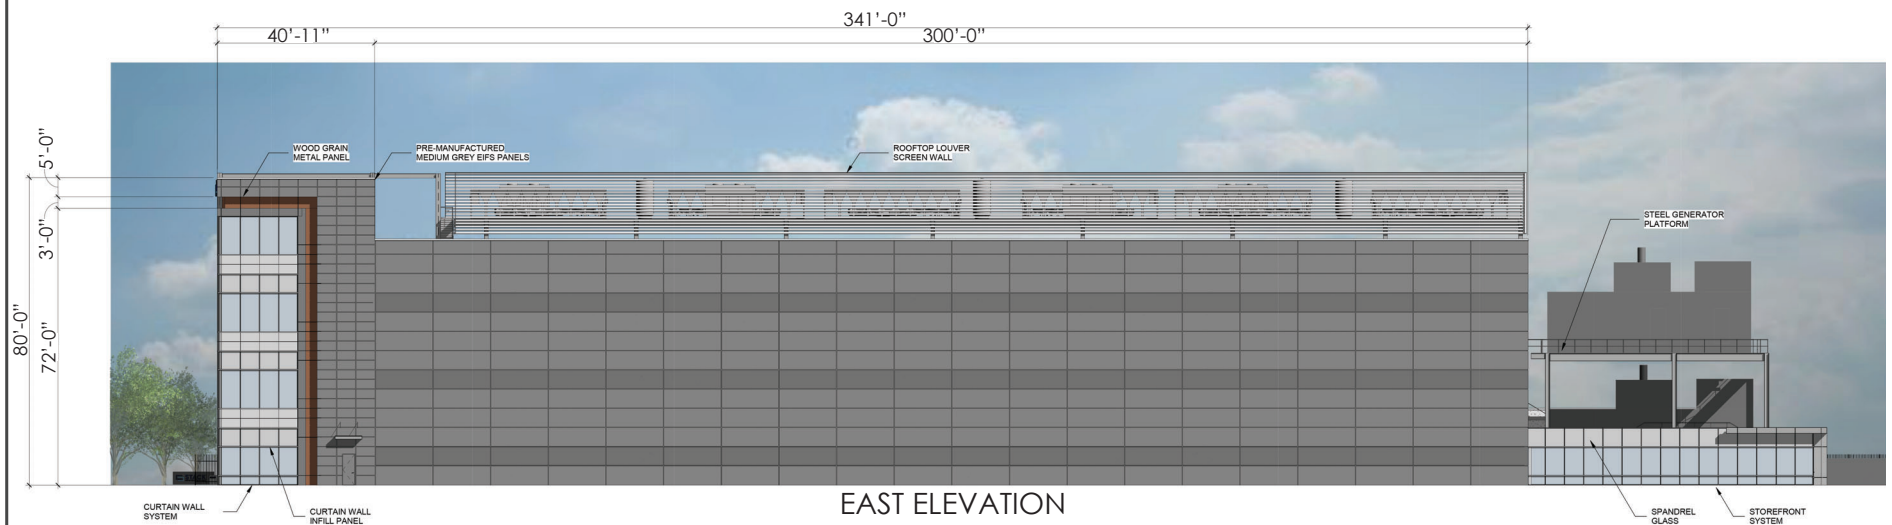 341'-0"
40'-11"
300'-0"
5'-0"
3'-0"
80'-0"
72'-0"
WOOD GRAIN
METAL PANEL
PRE-MANUFACTURED
MEDIUM GREY EIFS PANELS
ROOFTOP LOUVER
SCREEN WALL
STEEL GENERATOR
PLATFORM
CURTAIN WALL
SYSTEM
CURTAIN WALL
INFILL PANEL
EAST ELEVATION
SPANDREL
GLASS
STOREFRONT
SYSTEM